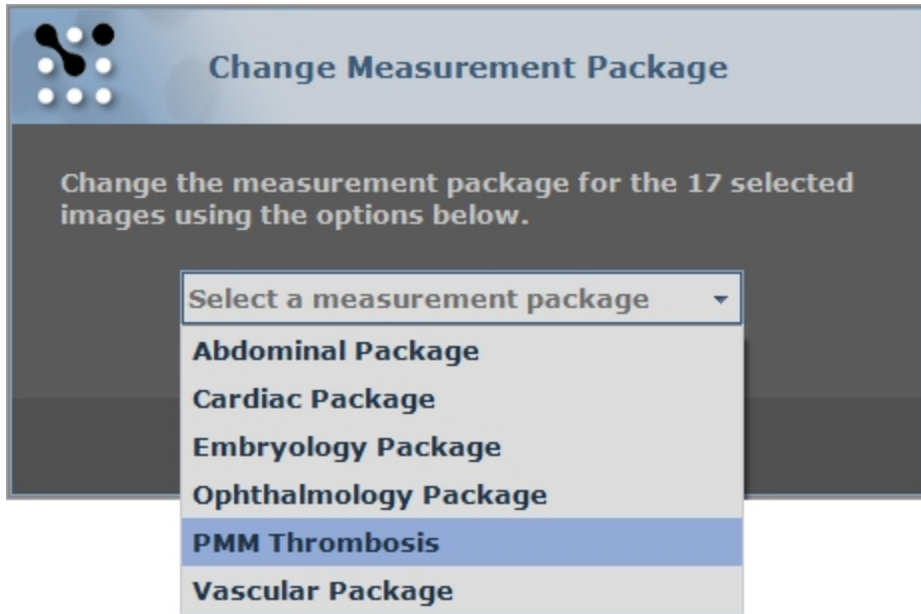 Change Measurement Package
Change the measurement package for the 17 selected
images using the options below.
Select a measurement package
Abdominal Package
Cardiac Package
Embryology Package
Ophthalmology Package
PMM Thrombosis
Vascular Package